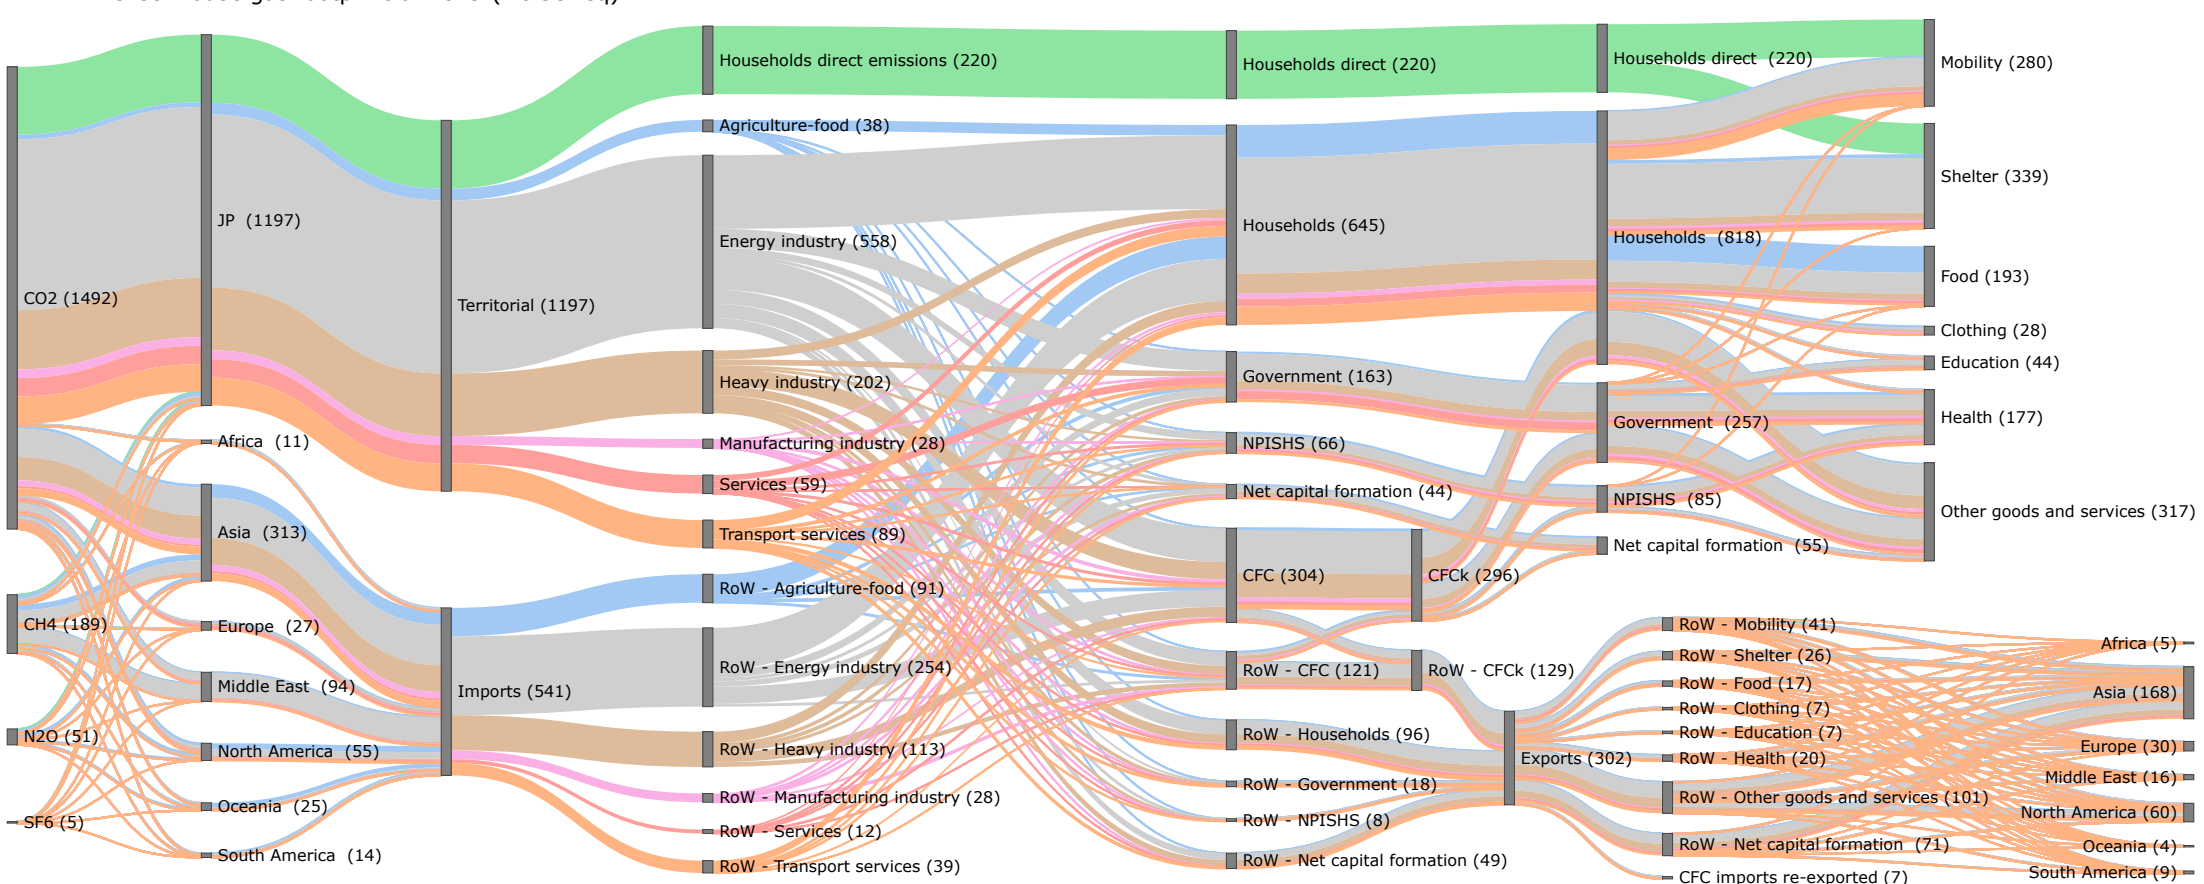 CO2 (1492)
CH4 (189)
N2O (51)
SF6 (5)
JP (1197)
Africa (11)
Asia (313)
Europe (27)
Middle East (94)
North America (55)
Oceania (25)
South America (14)
Territorial (1197)
Imports (541)
Households direct emissions (220)
Agriculture-food (38)
Energy industry (558)
Heavy industry (202)
Manufacturing industry (28)
Services (59)
Transport services (89)
RoW - Agriculture-food (91)
RoW - Energy industry (254)
RoW - Heavy industry (113)
RoW - Manufacturing industry (28)
RoW - Services (12)
RoW - Transport services (39)
Households direct (220)
Households (645)
Government (163)
NPISHS (66)
Net capital formation (44)
CFC (304)
RoW - CFC (121)
RoW - Households (96)
RoW - Government (18)
RoW - NPISHS (8)
RoW - Net capital formation (49)
CFCk (296)
RoW - CFCk (129)
Exports (302)
Households direct (220)
Households (818)
Government (257)
NPISHS (85)
Net capital formation (55)
RoW - Mobility (41)
RoW - Shelter (26)
RoW - Food (17)
RoW - Clothing (7)
RoW - Education (7)
RoW - Health (20)
RoW - Other goods and services (101)
RoW - Net capital formation (71)
CFC imports re-exported (7)
Mobility (280)
Shelter (339)
Food (193)
Clothing (28)
Education (44)
Health (177)
Other goods and services (317)
Africa (5)
Asia (168)
Europe (30)
Middle East (16)
North America (60)
Oceania (4)
South America (9)